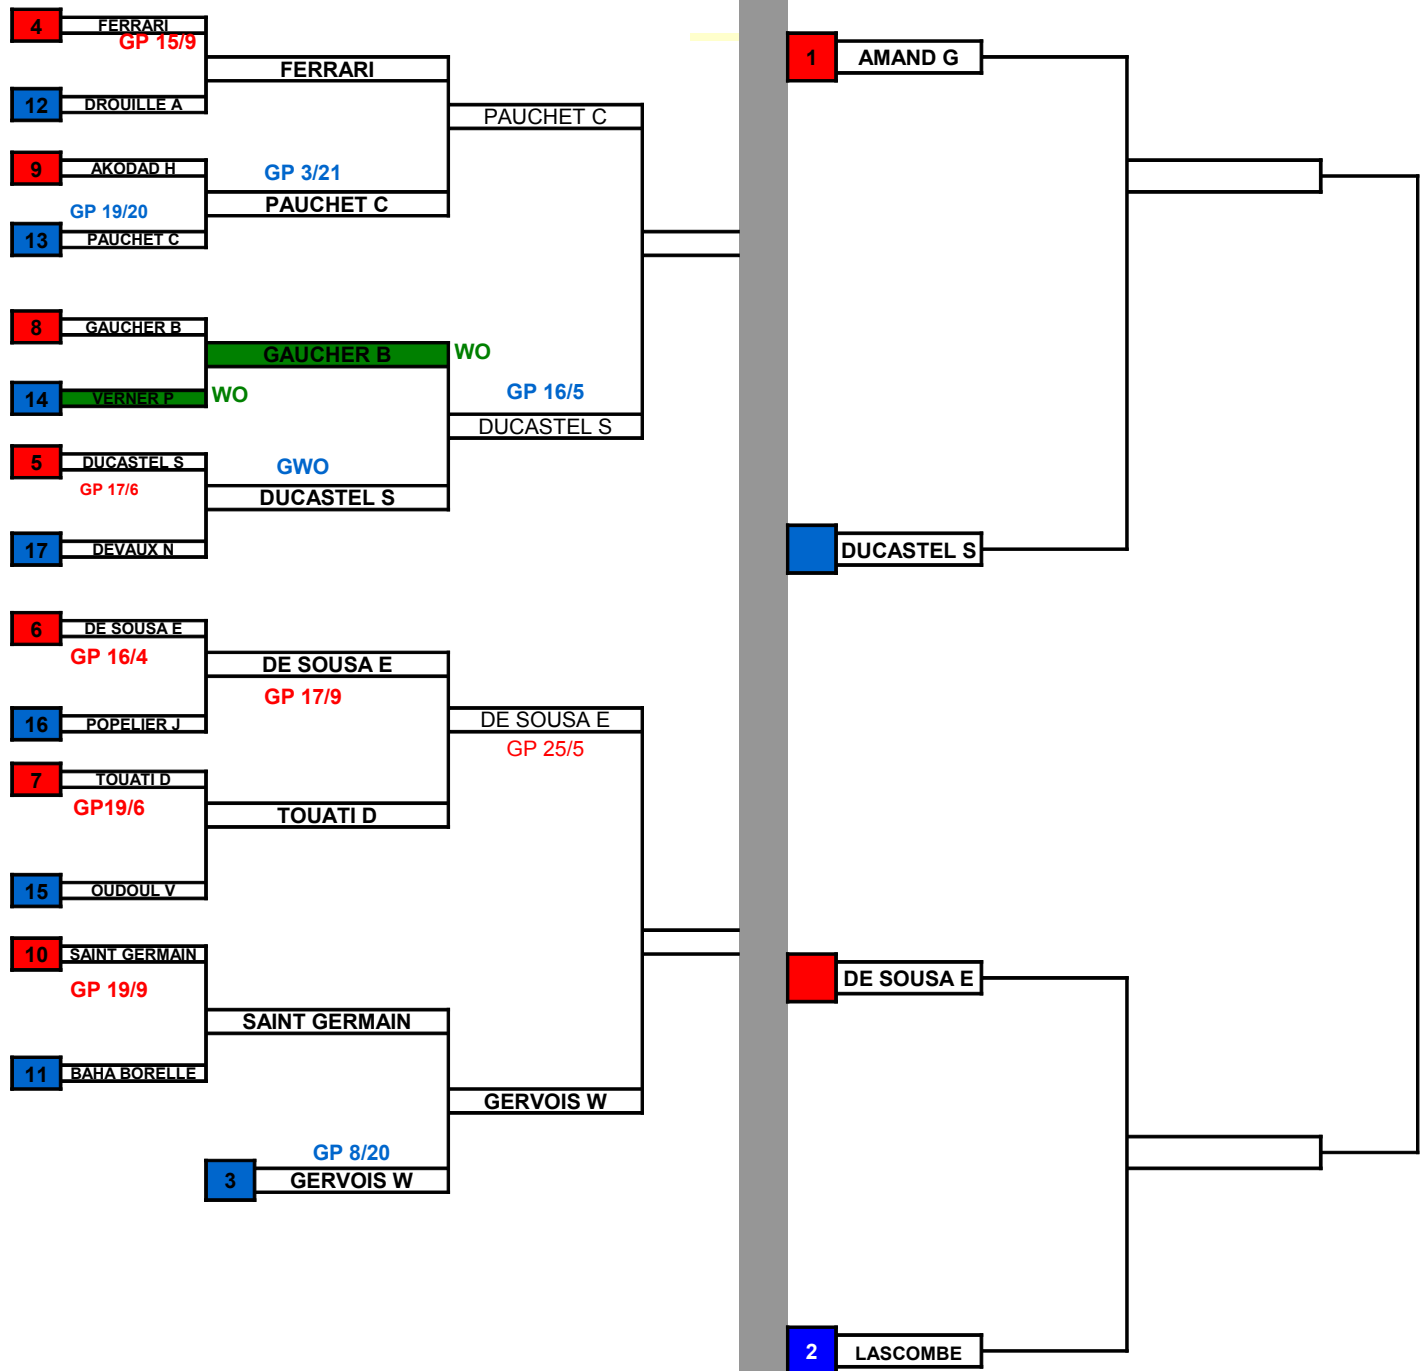 4 FERRARI
GP 15/9
FERRARI
12 DROUILLE A
PAUCHET C
9 AKODAD H
GP 3/21
GP 19/20
PAUCHET C
13 PAUCHET C
8 GAUCHER B
GAUCHER B WO
14 VERNER P WO
GP 16/5
DUCASTEL S
5 DUCASTEL S
GWO
GP 17/6
DUCASTEL S
17 DEVAUX N
6 DE SOUSA E
GP 16/4
DE SOUSA E
GP 17/9
16 POPELIER J
DE SOUSA E
GP 25/5
7 TOUATI D
GP19/6
TOUATI D
15 OUDOUL V
10 SAINT GERMAIN
GP 19/9
SAINT GERMAIN
11 BAHA BORELLE
GERVOIS W
GP 8/20
3 GERVOIS W
1 AMAND G
DUCASTEL S
DE SOUSA E
2 LASCOMBE